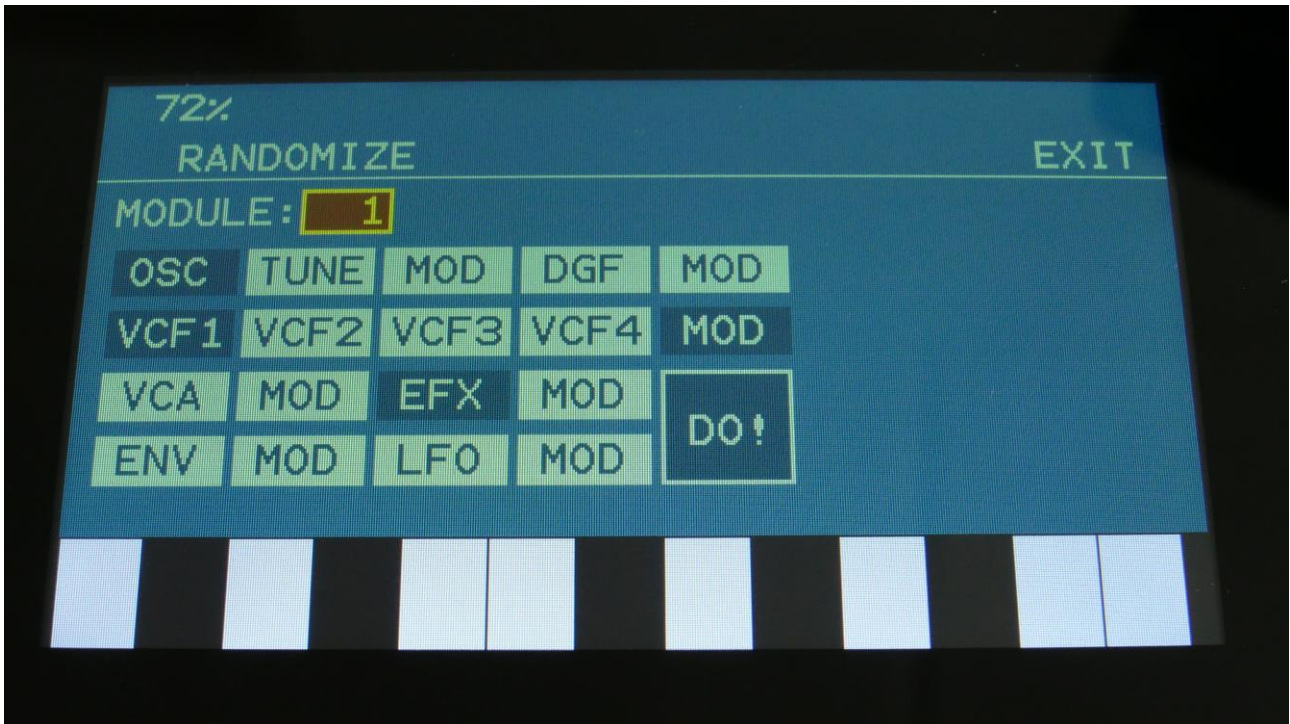 72%
RANDOMIZE EXIT
MODULE: 1
OSC TUNE MOD DGF MOD
VCF1 VCF2 VCF3 VCF4 MOD
VCA MOD EFX MOD
DO!
ENV MOD LFO MOD